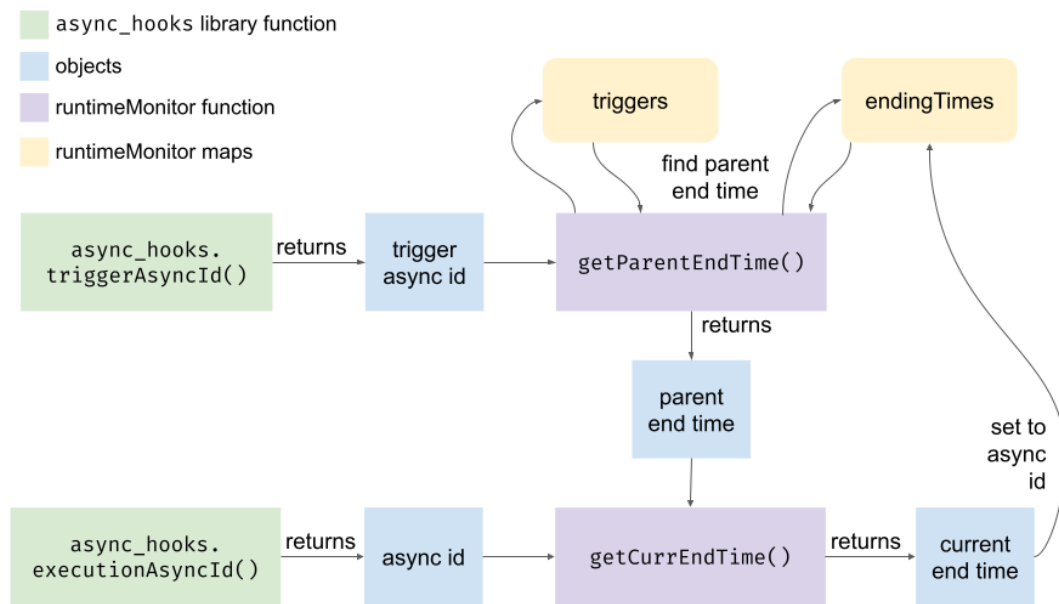 async_hooks library function
objects
runtimeMonitor function
runtimeMonitor maps
triggers
endingTimes
find parent
end time
async_hooks.
triggerAsyncId()
returns
trigger
async id
getParentEndTime()
returns
parent
end time
set to
async
id
async_hooks.
executionAsyncId()
returns
async id
getCurrEndTime()
returns
current
end time